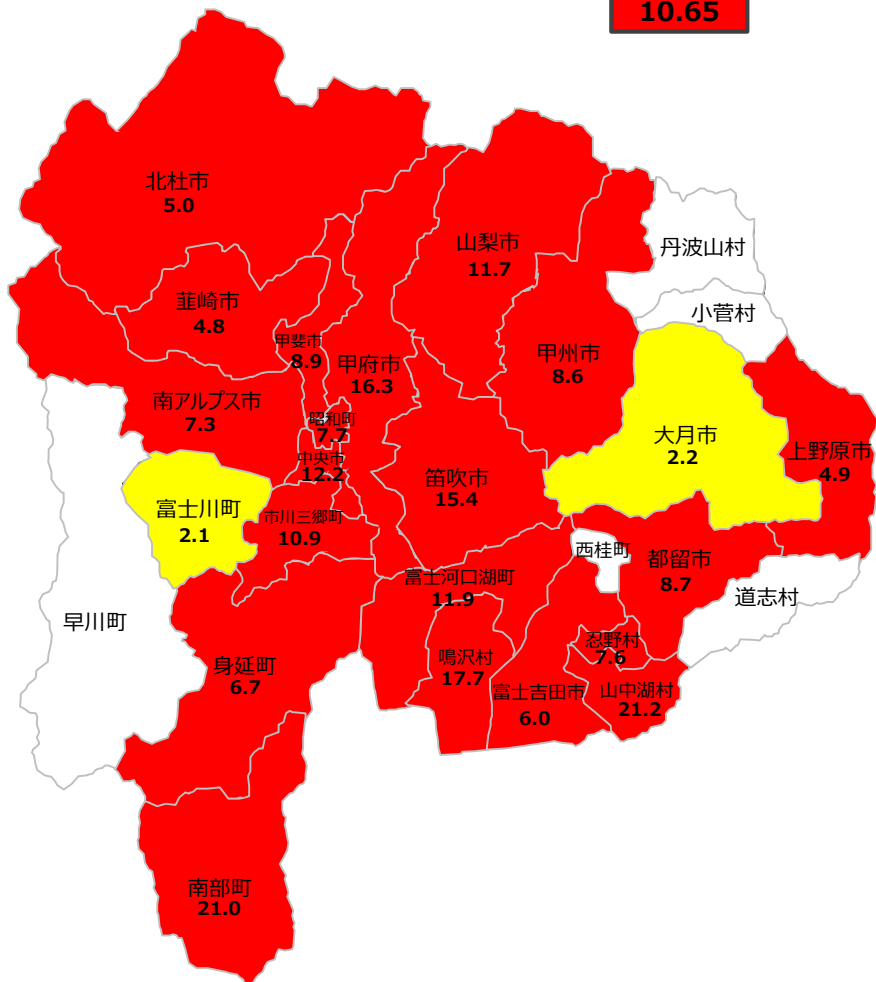 10.65
北杜市
5.0
山梨市
11.7
丹波山村
小菅村
韮崎市
4.8
甲斐市
8.9
甲府市
16.3
甲州市
8.6
南アルプス市
7.3
昭和町
7.7
大月市
2.2
上野原市
4.9
中央市
12.2
笛吹市
15.4
富士川町
2.1
市川三郷町
10.9
西桂町
都留市
8.7
富士河口湖町
11.9
道志村
早川町
忍野村
7.6
身延町
6.7
鳴沢村
17.7
富士吉田市
6.0
山中湖村
21.2
南部町
21.0